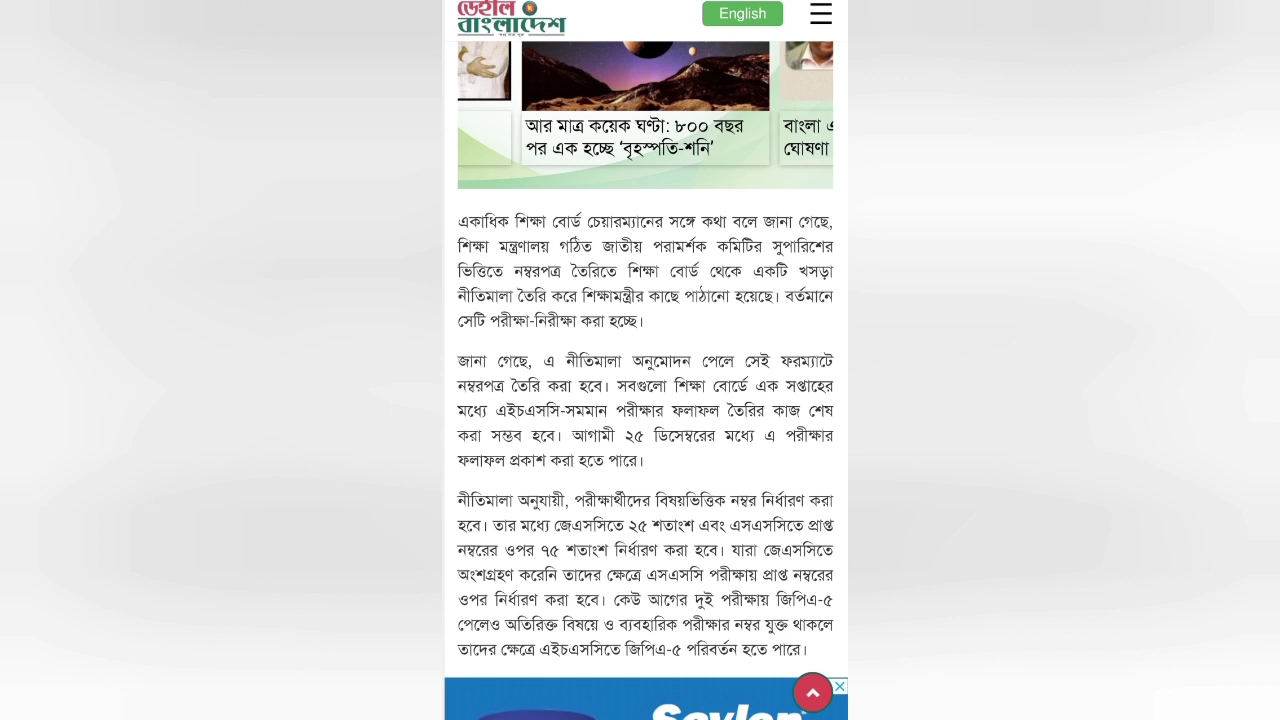 ডেইলি
বাংলাদেশ
English
আর মাত্র কয়েক ঘণ্টা: ৮০০ বছর
পর এক হচ্ছে ‘বৃহস্পতি-শনি’
বাংলা
ঘোষণা
একাধিক শিক্ষা বোর্ড চেয়ারম্যানের সঙ্গে কথা বলে জানা গেছে,
শিক্ষা মন্ত্রণালয় গঠিত জাতীয় পরামর্শক কমিটির সুপারিশের
ভিত্তিতে নম্বরপত্র তৈরিতে শিক্ষা বোর্ড থেকে একটি খসড়া
নীতিমালা তৈরি করে শিক্ষামন্ত্রীর কাছে পাঠানো হয়েছে। বর্তমানে
সেটি পরীক্ষা-নিরীক্ষা করা হচ্ছে।
জানা গেছে, এ নীতিমালা অনুমোদন পেলে সেই ফরম্যাটে
নম্বরপত্র তৈরি করা হবে। সবগুলো শিক্ষা বোর্ডে এক সপ্তাহের
মধ্যে এইচএসসি-সমমান পরীক্ষার ফলাফল তৈরির কাজ শেষ
করা সম্ভব হবে। আগামী ২৫ ডিসেম্বরের মধ্যে এ পরীক্ষার
ফলাফল প্রকাশ করা হতে পারে।
নীতিমালা অনুযায়ী, পরীক্ষার্থীদের বিষয়ভিত্তিক নম্বর নির্ধারণ করা
হবে। তার মধ্যে জেএসসিতে ২৫ শতাংশ এবং এসএসসিতে প্রাপ্ত
নম্বরের ওপর ৭৫ শতাংশ নির্ধারণ করা হবে। যারা জেএসসিতে
অংশগ্রহণ করেনি তাদের ক্ষেত্রে এসএসসি পরীক্ষায় প্রাপ্ত নম্বরের
ওপর নির্ধারণ করা হবে। কেউ আগের দুই পরীক্ষায় জিপিএ-৫
পেলেও অতিরিক্ত বিষয়ে ও ব্যবহারিক পরীক্ষার নম্বর যুক্ত থাকলে
তাদের ক্ষেত্রে এইচএসসিতে জিপিএ-৫ পরিবর্তন হতে পারে।
Savlon